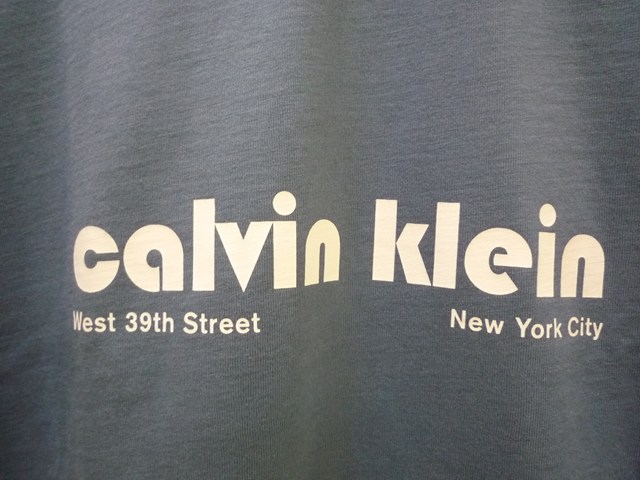 calvin klein
West 39th Street New York City